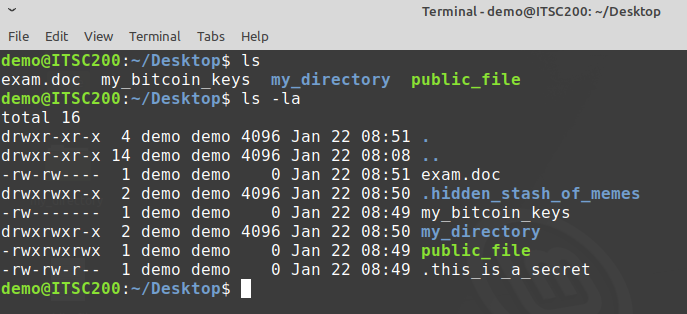 Terminal - demo@ITSC200: ~/Desktop
File Edit View Terminal Tabs Help
demo@ITSC200:~/Desktop$ ls
exam.doc  my_bitcoin_keys  my_directory  public_file
demo@ITSC200:~/Desktop$ ls -la
total 16
drwxr-xr-x  4 demo demo 4096 Jan 22 08:51 .
drwxr-xr-x 14 demo demo 4096 Jan 22 08:08 ..
-rw-rw----  1 demo demo    0 Jan 22 08:51 exam.doc
drwxrwxr-x  2 demo demo 4096 Jan 22 08:50 .hidden_stash_of_memes
-rw-------  1 demo demo    0 Jan 22 08:49 my_bitcoin_keys
drwxrwxr-x  2 demo demo 4096 Jan 22 08:50 my_directory
-rwxrwxrwx  1 demo demo    0 Jan 22 08:49 public_file
-rw-rw-r--  1 demo demo    0 Jan 22 08:49 .this_is_a_secret
demo@ITSC200:~/Desktop$